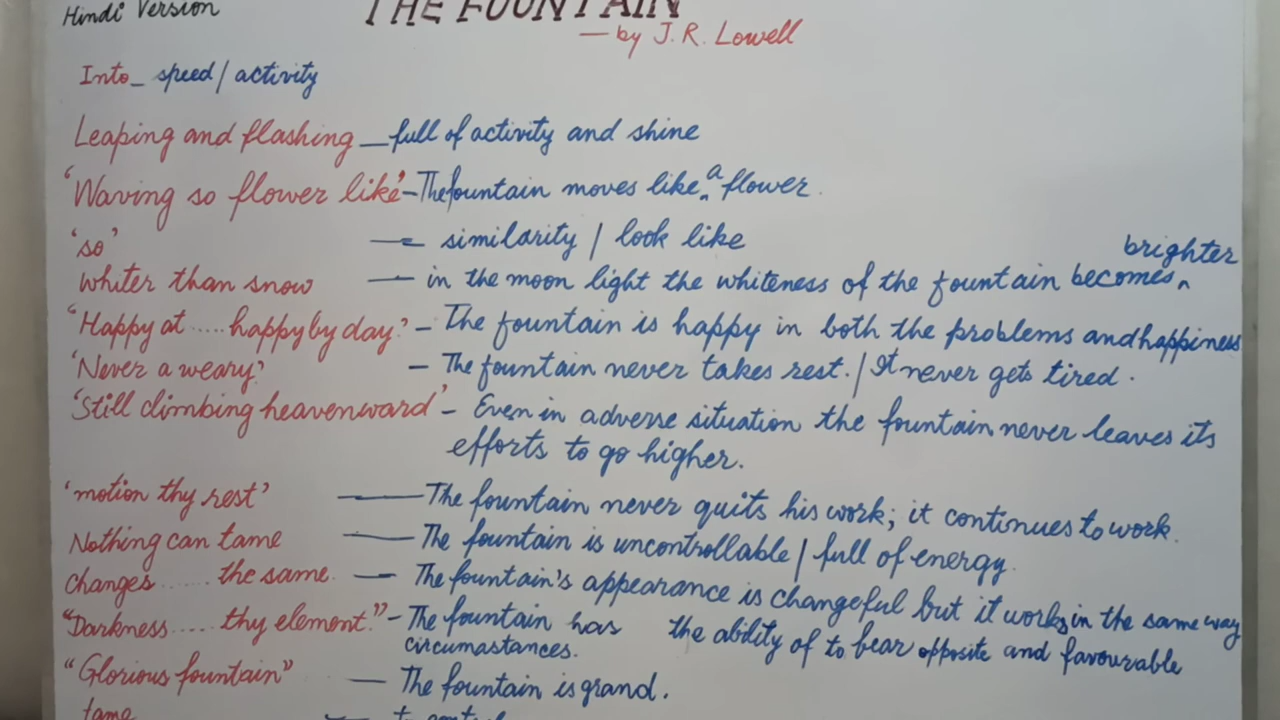 Hindi Version
THE FOUNTAIN
— by J. R. Lowell
Into_ speed / activity
Leaping and flashing — full of activity and shine
'Waving so flower like' – The fountain moves like a flower.
'so' — similarity / look like
whiter than snow — in the moon light the whiteness of the fountain becomes brighter
"Happy at ..... happy by day." – The fountain is happy in both the problems and happiness
'Never a weary' – The fountain never takes rest. / It never gets tired.
'Still climbing heavenward' – Even in adverse situation the fountain never leaves its
efforts to go higher.
'motion thy rest' — The fountain never quits his work; it continues to work.
Nothing can tame — The fountain is uncontrollable / full of energy
changes ...... the same. — The fountain's appearance is changeful but it works in the same way
"Darkness ..... thy element." – The fountain has the ability of to bear opposite and favourable
circumastances.
"Glorious fountain" — The fountain is grand.
tame — to control